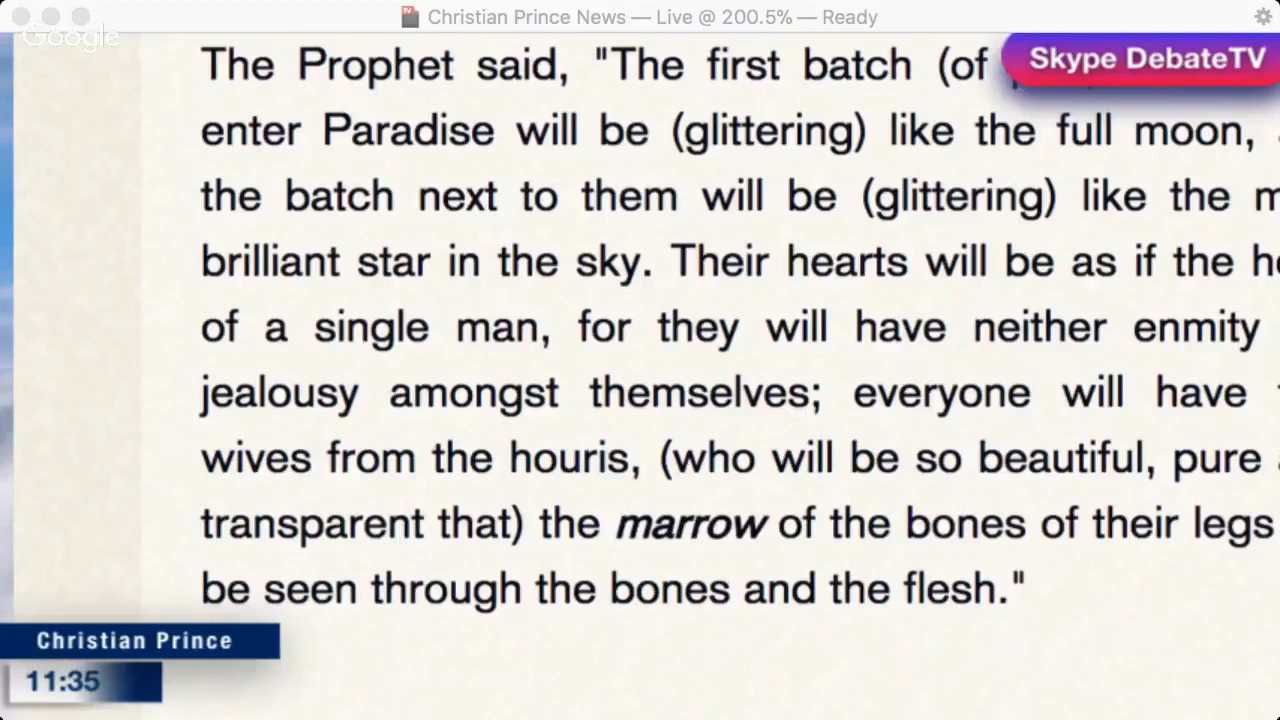 Christian Prince News — Live @ 200.5% — Ready
Google
Skype DebateTV
The Prophet said, "The first batch (of
enter Paradise will be (glittering) like the full moon,
the batch next to them will be (glittering) like the
brilliant star in the sky. Their hearts will be as if the
of a single man, for they will have neither enmity
jealousy amongst themselves; everyone will have
wives from the houris, (who will be so beautiful, pure
transparent that) the marrow of the bones of their legs
be seen through the bones and the flesh."
Christian Prince
11:35